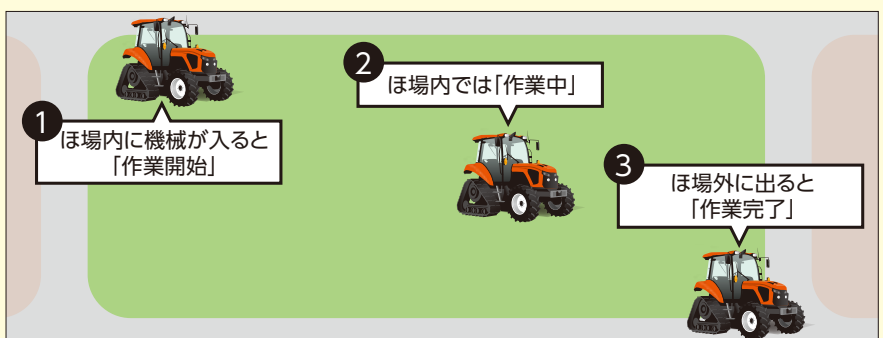 1
ほ場内に機械が入ると
「作業開始」
2
ほ場内では「作業中」
3
ほ場外に出ると
「作業完了」